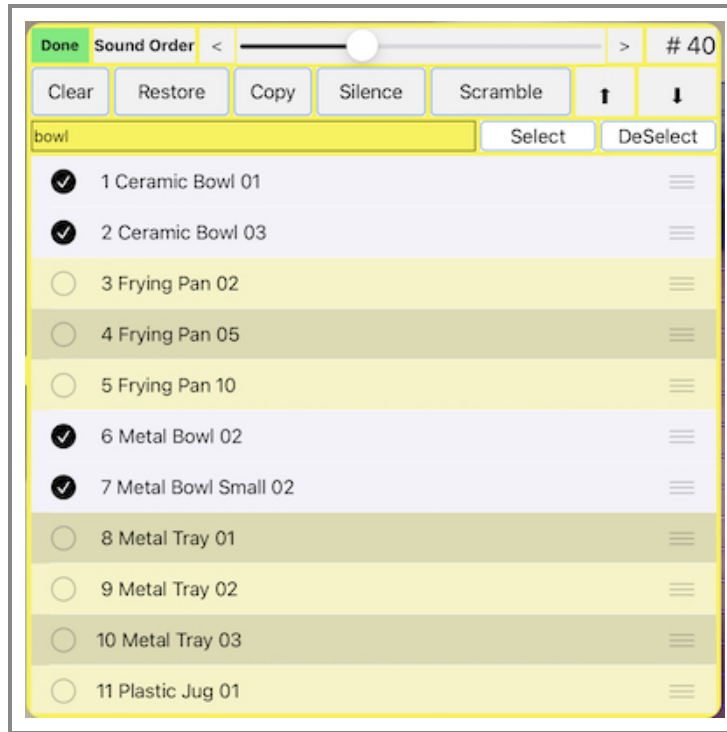 Done Sound Order < > # 40
Clear Restore Copy Silence Scramble ⬆ ⬇
bowl Select DeSelect
1 Ceramic Bowl 01
2 Ceramic Bowl 03
3 Frying Pan 02
4 Frying Pan 05
5 Frying Pan 10
6 Metal Bowl 02
7 Metal Bowl Small 02
8 Metal Tray 01
9 Metal Tray 02
10 Metal Tray 03
11 Plastic Jug 01